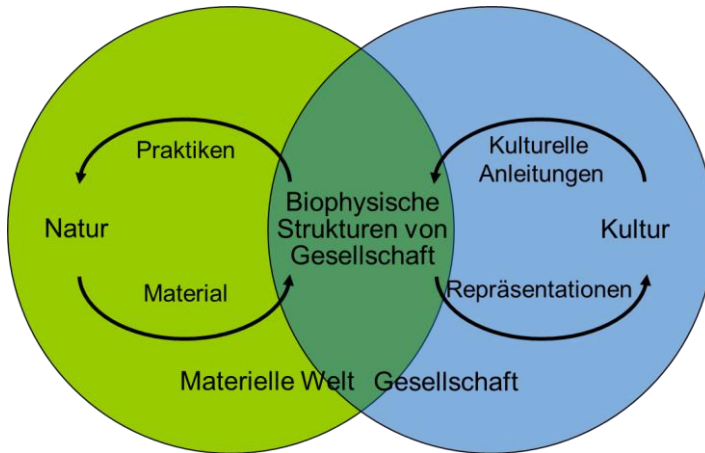 Praktiken
Kulturelle
Anleitungen
Natur
Biophysische
Strukturen von
Gesellschaft
Kultur
Material
Repräsentationen
Materielle Welt
Gesellschaft